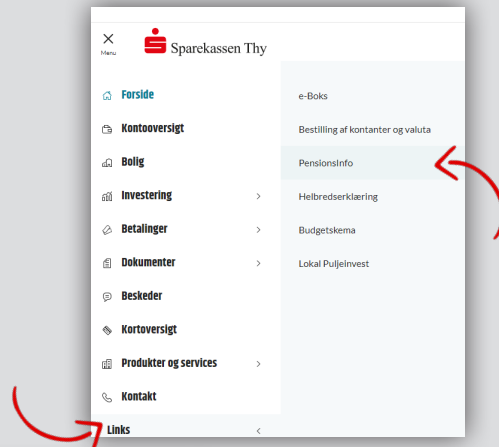 Menu
Sparekassen Thy
Forside
Kontooversigt
Bolig
Investering
Betalinger
Dokumenter
Beskeder
Kortoversigt
Produkter og services
Kontakt
Links
e-Boks
Bestilling af kontanter og valuta
PensionsInfo
Helbredserklæring
Budgetskema
Lokal Puljeinvest